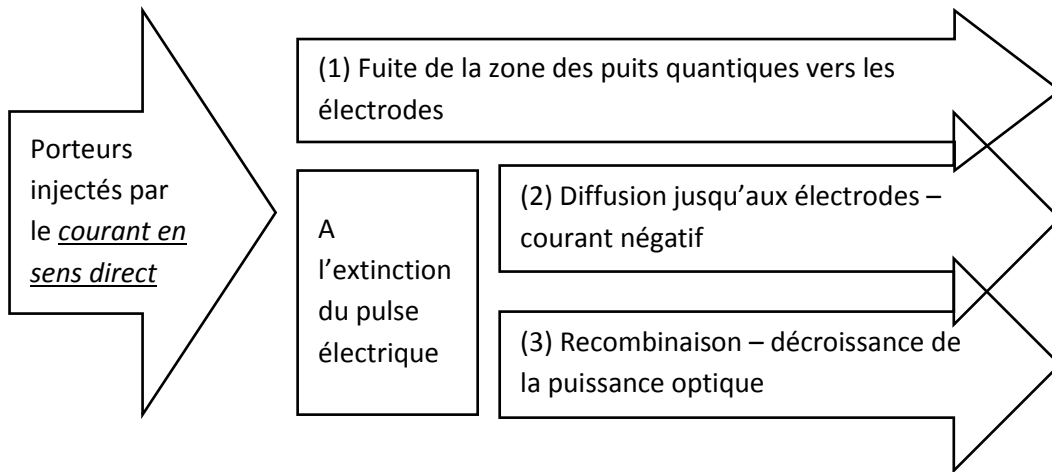 Porteurs
injectés par
le courant en
sens direct
(1) Fuite de la zone des puits quantiques vers les
électrodes
A
l’extinction
du pulse
électrique
(2) Diffusion jusqu’aux électrodes –
courant négatif
(3) Recombinaison – décroissance de
la puissance optique